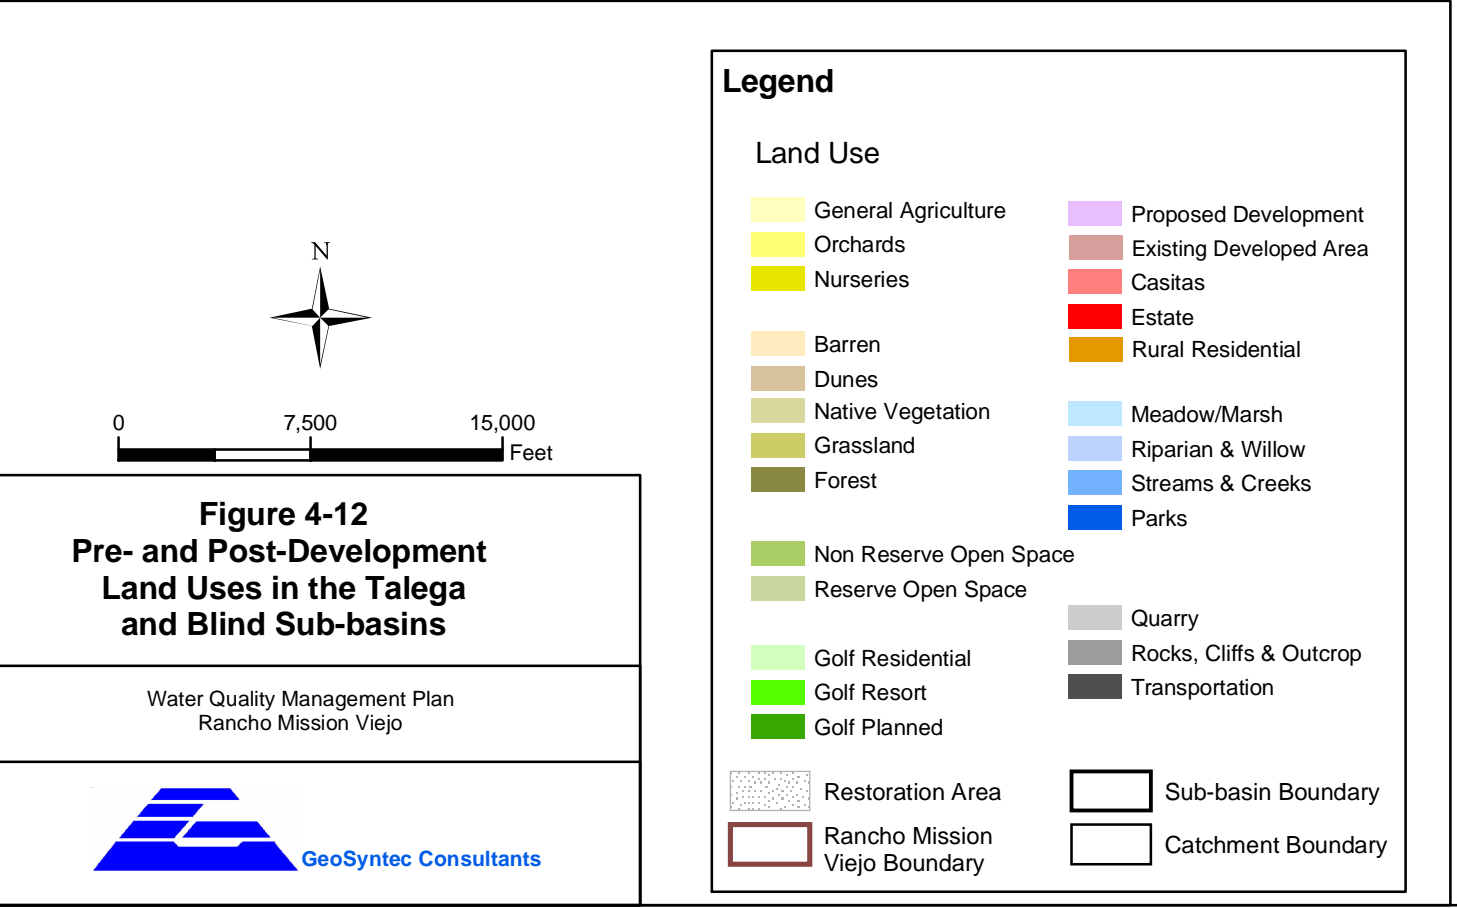 N
0 7,500 15,000
Feet
Figure 4-12
Pre- and Post-Development
Land Uses in the Talega
and Blind Sub-basins
Water Quality Management Plan
Rancho Mission Viejo
GeoSyntec Consultants
Legend
Land Use
General Agriculture
Orchards
Nurseries
Barren
Dunes
Native Vegetation
Grassland
Forest
Non Reserve Open Space
Reserve Open Space
Golf Residential
Golf Resort
Golf Planned
Proposed Development
Existing Developed Area
Casitas
Estate
Rural Residential
Meadow/Marsh
Riparian & Willow
Streams & Creeks
Parks
Quarry
Rocks, Cliffs & Outcrop
Transportation
Restoration Area
Rancho Mission
Viejo Boundary
Sub-basin Boundary
Catchment Boundary